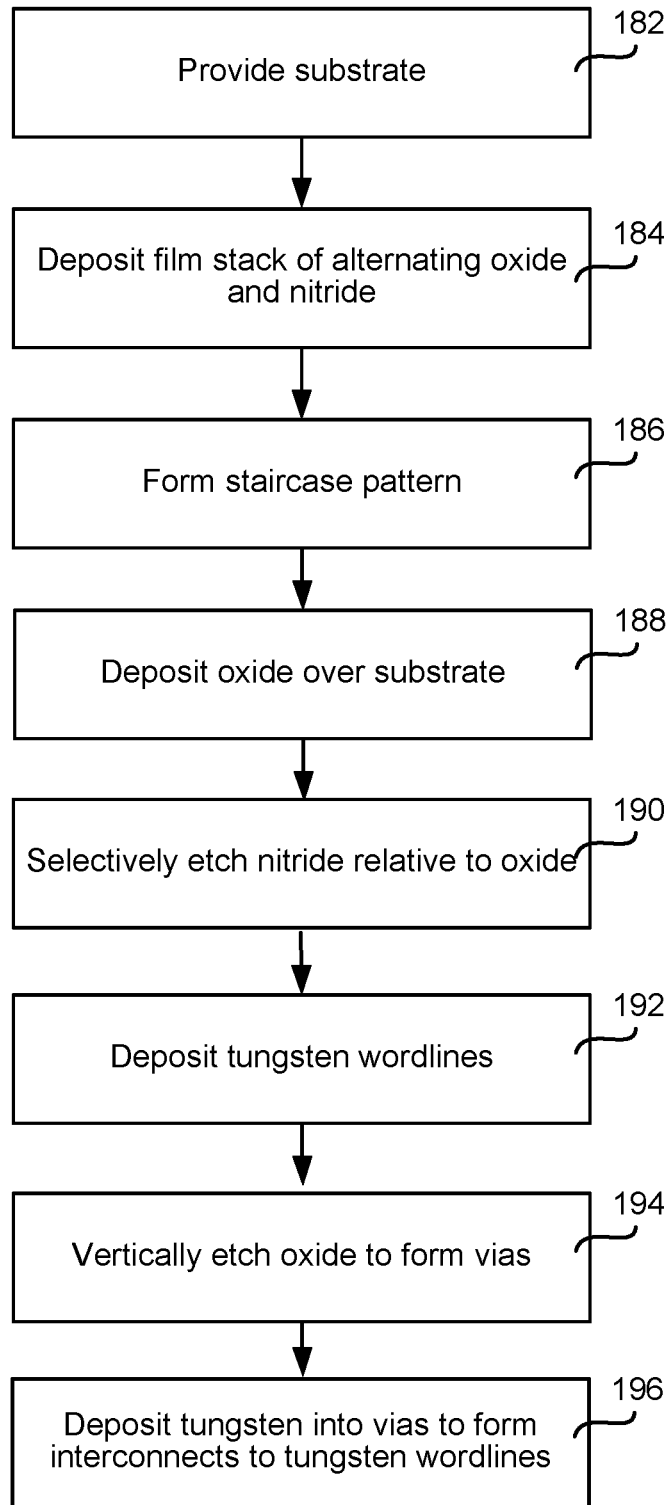 182
Provide substrate
184
Deposit film stack of alternating oxide
and nitride
186
Form staircase pattern
188
Deposit oxide over substrate
190
Selectively etch nitride relative to oxide
192
Deposit tungsten wordlines
194
Vertically etch oxide to form vias
196
Deposit tungsten into vias to form
interconnects to tungsten wordlines